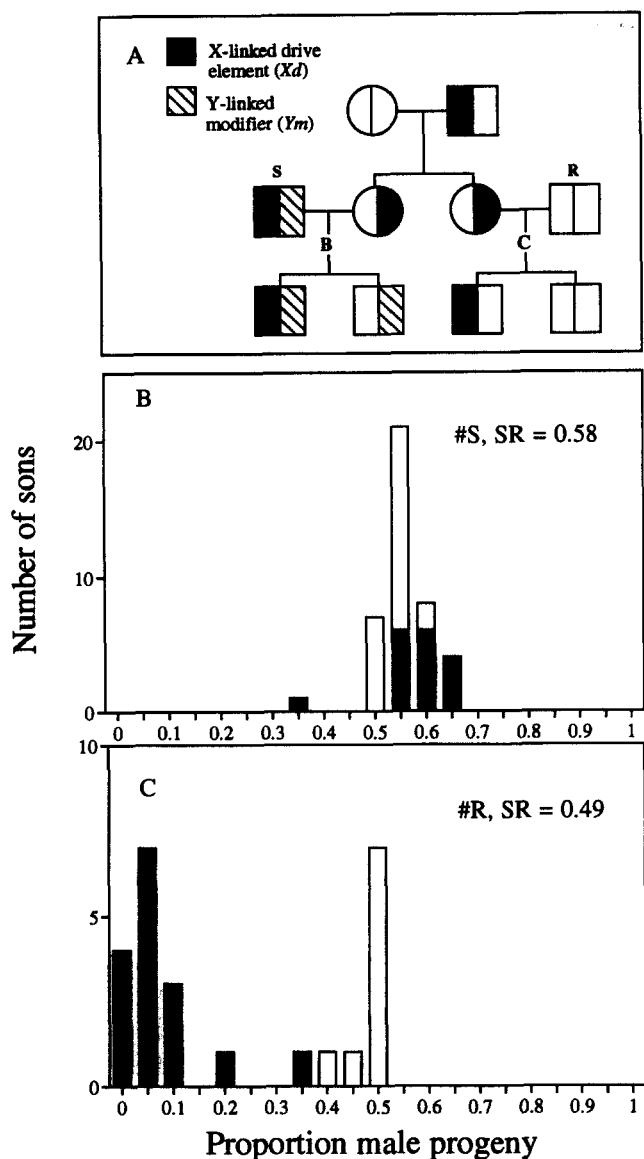 A
X-linked drive
element (Xd)
Y-linked
modifier (Ym)
S
R
B
C
B
#S, SR = 0.58
20
10
0
0 0.1 0.2 0.3 0.4 0.5 0.6 0.7 0.8 0.9 1
Number of sons
10
C
#R, SR = 0.49
5
0
0 0.1 0.2 0.3 0.4 0.5 0.6 0.7 0.8 0.9 1
Proportion male progeny